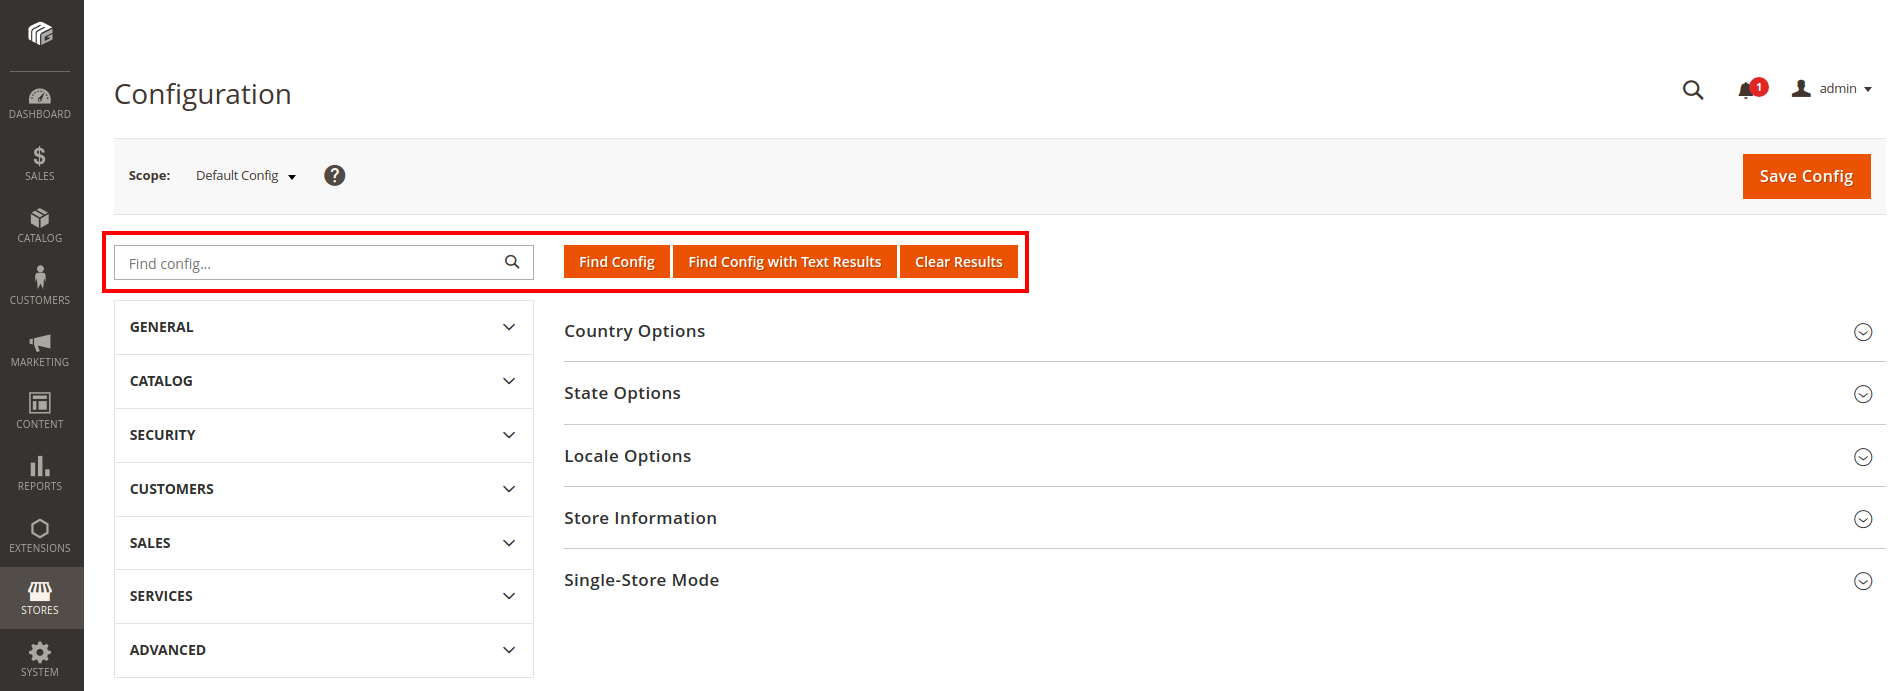 Configuration
1
admin
Scope:
Default Config
?
Save Config
Find config...
Find Config
Find Config with Text Results
Clear Results
DASHBOARD
$
SALES
CATALOG
CUSTOMERS
MARKETING
CONTENT
REPORTS
EXTENSIONS
STORES
SYSTEM
GENERAL
CATALOG
SECURITY
CUSTOMERS
SALES
SERVICES
ADVANCED
Country Options
State Options
Locale Options
Store Information
Single-Store Mode